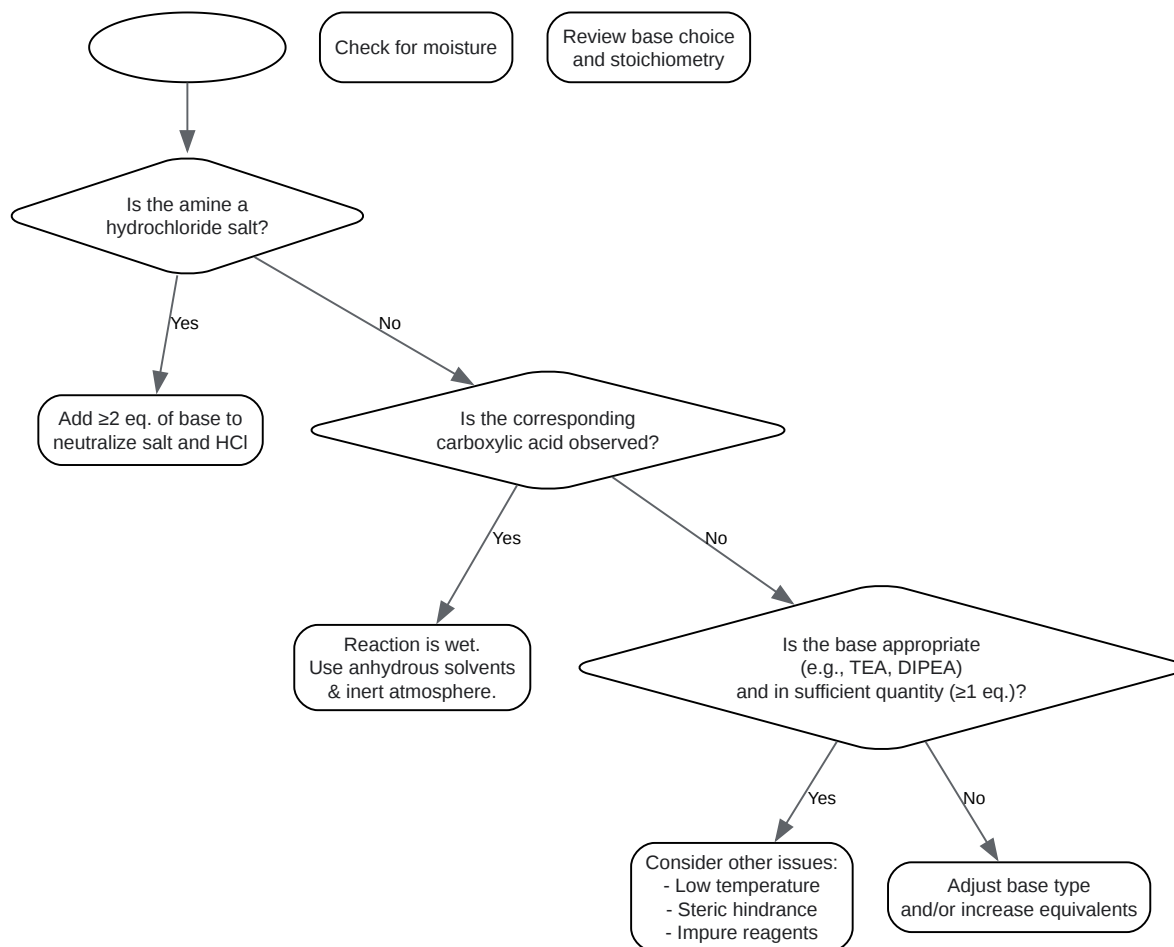 Check for moisture
Review base choice
and stoichiometry
Is the amine a
hydrochloride salt?
Yes
No
Add ≥2 eq. of base to
neutralize salt and HCl
Is the corresponding
carboxylic acid observed?
Yes
No
Reaction is wet.
Use anhydrous solvents
& inert atmosphere.
Is the base appropriate
(e.g., TEA, DIPEA)
and in sufficient quantity (≥1 eq.)?
Yes
No
Consider other issues:
- Low temperature
- Steric hindrance
- Impure reagents
Adjust base type
and/or increase equivalents